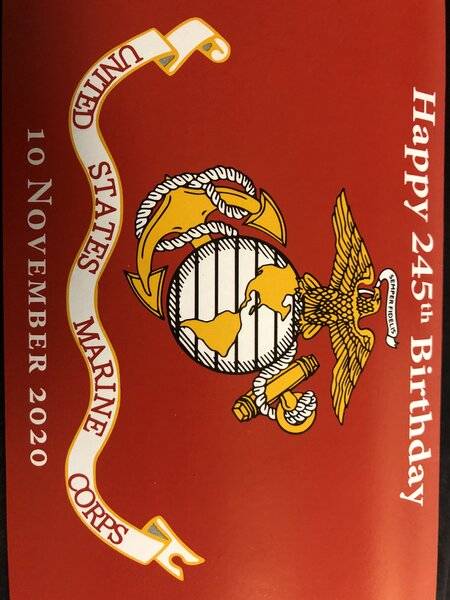 Happy 245th Birthday
SEMPER FIDELIS
UNITED STATES MARINE CORPS
10 NOVEMBER 2020